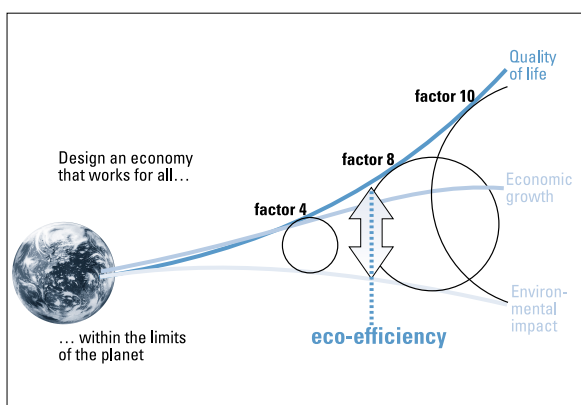 Quality
of life
factor 10
Design an economy
that works for all…
factor 8
Economic
growth
factor 4
Environ-
mental
impact
… within the limits
of the planet
eco-efficiency